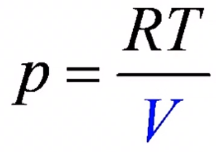 p = RT / V